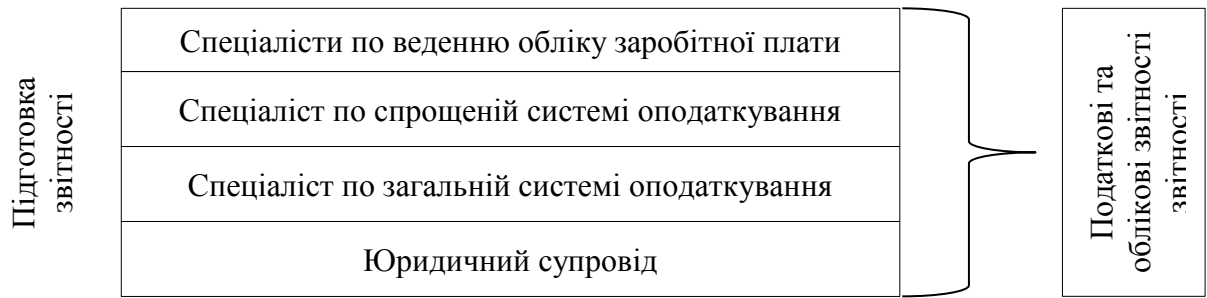 Підготовка
звітності
Спеціалісти по веденню обліку заробітної плати
Спеціаліст по спрощеній системі оподаткування
Спеціаліст по загальній системі оподаткування
Юридичний супровід
Податкові та
облікові звітності
звітності